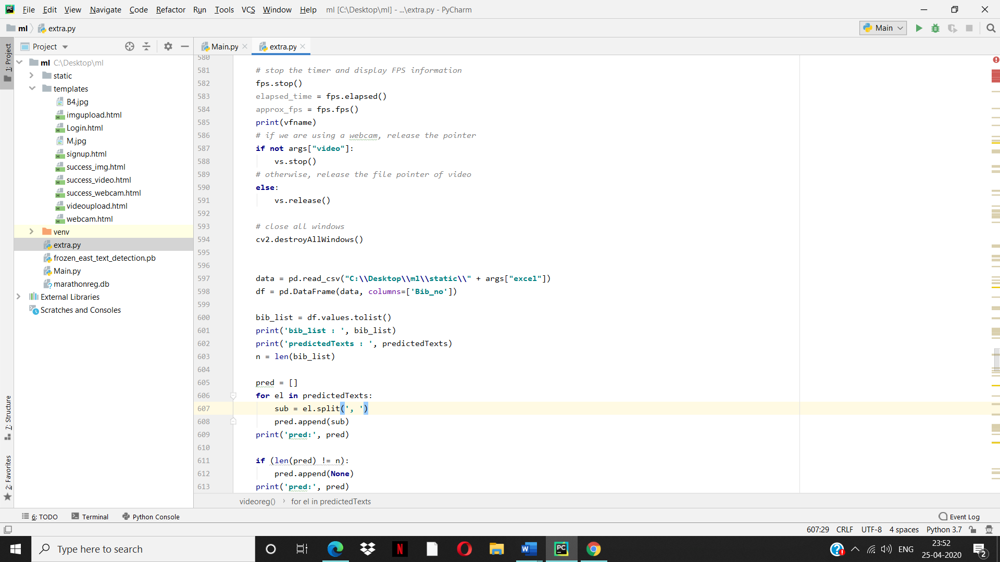 File Edit View Navigate Code Refactor Run Tools VCS Window Help ml [C:\Desktop\ml] - ...\extra.py - PyCharm
ml extra.py Main
Project
Main.py extra.py
1: Project
7: Structure
2: Favorites
ml C:\Desktop\ml
static
templates
B4.jpg
imgupload.html
Login.html
M.jpg
signup.html
success_img.html
success_video.html
success_webcam.html
videoupload.html
webcam.html
venv
extra.py
frozen_east_text_detection.pb
Main.py
marathonreg.db
External Libraries
Scratches and Consoles
580
581 # stop the timer and display FPS information
582 fps.stop()
583 elapsed_time = fps.elapsed()
584 approx_fps = fps.fps()
585 print(vfname)
586 # if we are using a webcam, release the pointer
587 if not args["video"]:
588 vs.stop()
589 # otherwise, release the file pointer of video
590 else:
591 vs.release()
592
593 # close all windows
594 cv2.destroyAllWindows()
595
596
597 data = pd.read_csv("C:\\Desktop\\ml\\static\\" + args["excel"])
598 df = pd.DataFrame(data, columns=['Bib_no'])
599
600 bib_list = df.values.tolist()
601 print('bib_list : ', bib_list)
602 print('predictedTexts : ', predictedTexts)
603 n = len(bib_list)
604
605 pred = []
606 for el in predictedTexts:
607 sub = el.split(', ')
608 pred.append(sub)
609 print('pred:', pred)
610
611 if (len(pred) != n):
612 pred.append(None)
613 print('pred:', pred)
videoreg() › for el in predictedTexts
6: TODO Terminal Python Console Event Log
607:29 CRLF UTF-8 4 spaces Python 3.7
Type here to search
ENG
23:52
25-04-2020
2